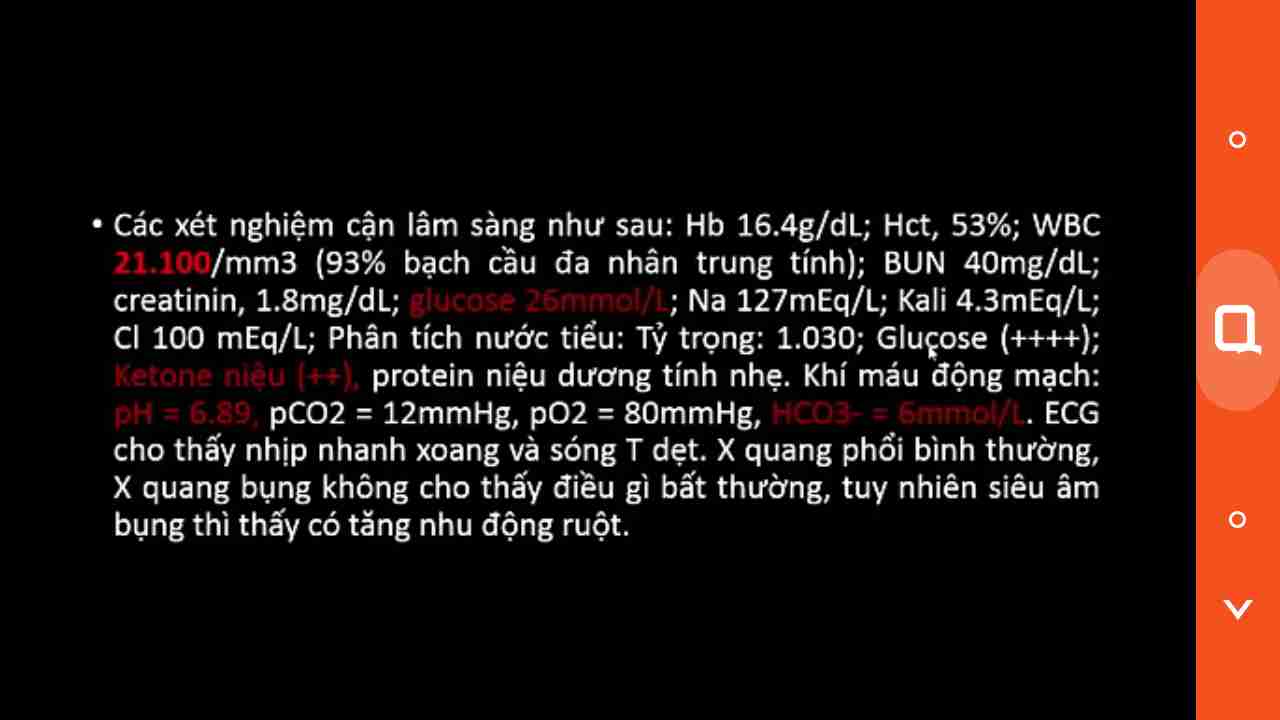 • Các xét nghiệm cận lâm sàng như sau: Hb 16.4g/dL; Hct, 53%; WBC
21.100/mm3 (93% bạch cầu đa nhân trung tính); BUN 40mg/dL;
creatinin, 1.8mg/dL; glucose 26mmol/L; Na 127mEq/L; Kali 4.3mEq/L;
Cl 100 mEq/L; Phân tích nước tiểu: Tỷ trọng: 1.030; Glucose (++++);
Ketone niệu (++), protein niệu dương tính nhẹ. Khí máu động mạch:
pH = 6.89, pCO2 = 12mmHg, pO2 = 80mmHg, HCO3- = 6mmol/L. ECG
cho thấy nhịp nhanh xoang và sóng T dẹt. X quang phổi bình thường,
X quang bụng không cho thấy điều gì bất thường, tuy nhiên siêu âm
bụng thì thấy có tăng nhu động ruột.